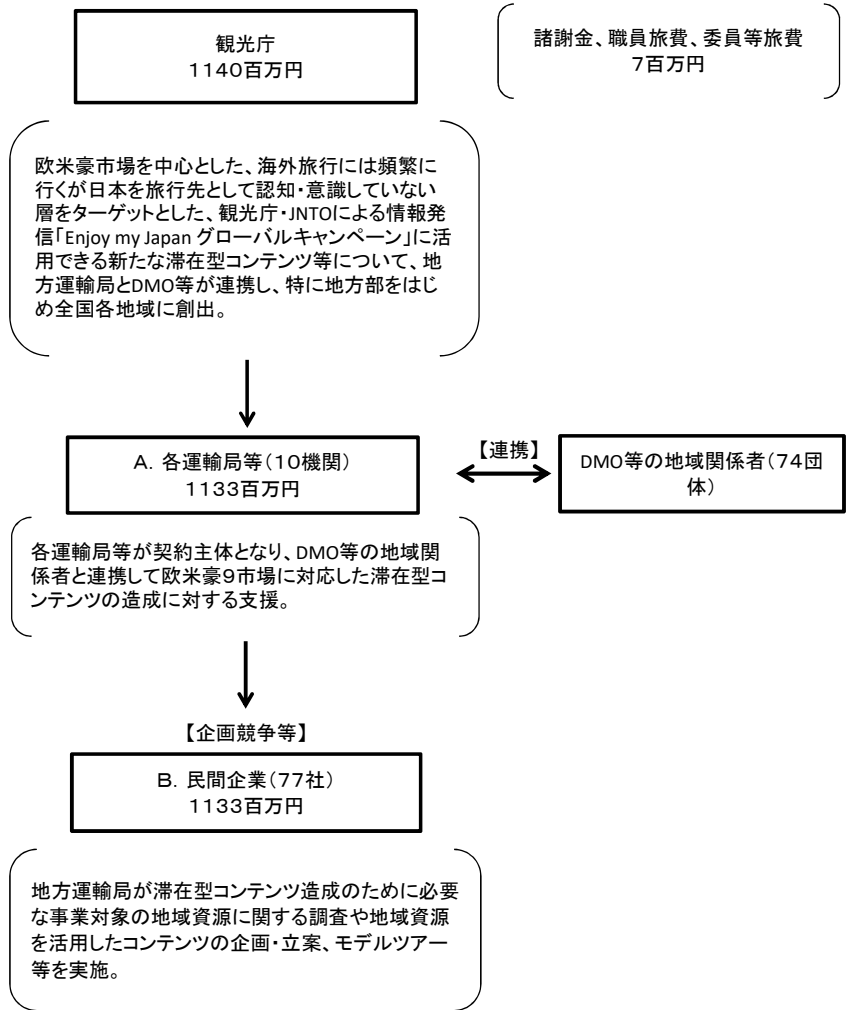 観光庁
1140百万円
諸謝金、職員旅費、委員等旅費
7百万円
欧米豪市場を中心とした、海外旅行には頻繁に
行くが日本を旅行先として認知・意識していない
層をターゲットとした、観光庁・JNTOによる情報発
信「Enjoy my Japan グローバルキャンペーン」に活
用できる新たな滞在型コンテンツ等について、地
方運輸局とDMO等が連携し、特に地方部をはじ
め全国各地域に創出。
A. 各運輸局等(10機関)
1133百万円
【連携】
DMO等の地域関係者(74団
体)
各運輸局等が契約主体となり、DMO等の地域関
係者と連携して欧米豪9市場に対応した滞在型コ
ンテンツの造成に対する支援。
【企画競争等】
B. 民間企業(77社)
1133百万円
地方運輸局が滞在型コンテンツ造成のために必要
な事業対象の地域資源に関する調査や地域資源
を活用したコンテンツの企画・立案、モデルツアー
等を実施。